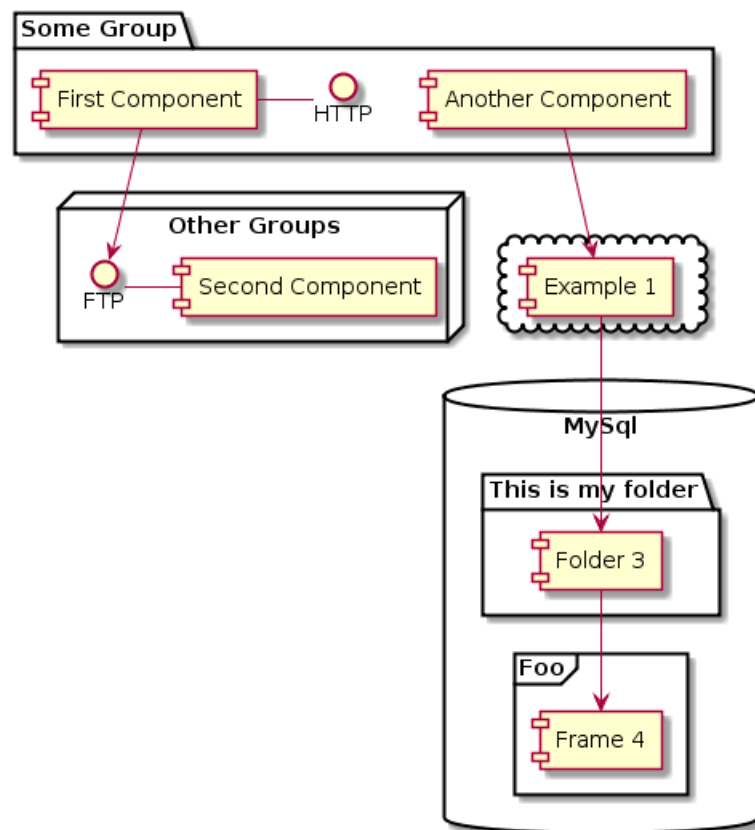 Some Group
First Component
HTTP
Another Component
Other Groups
FTP
Second Component
Example 1
MySql
This is my folder
Folder 3
Foo
Frame 4